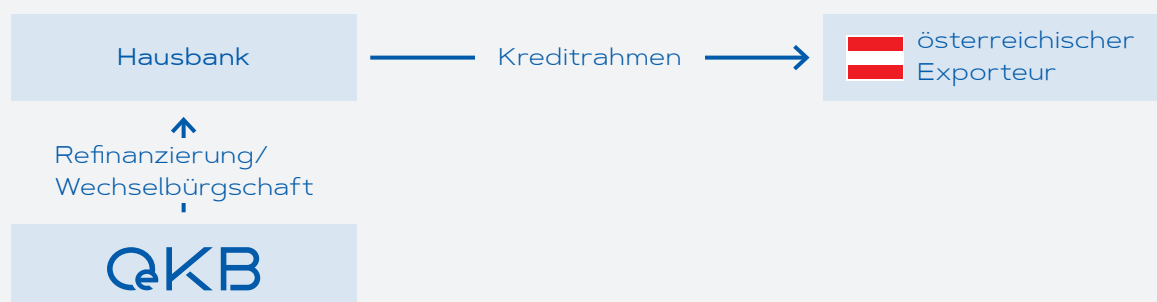 Hausbank
Kreditrahmen
österreichischer
Exporteur
Refinanzierung/
Wechselbürgschaft
OeKB